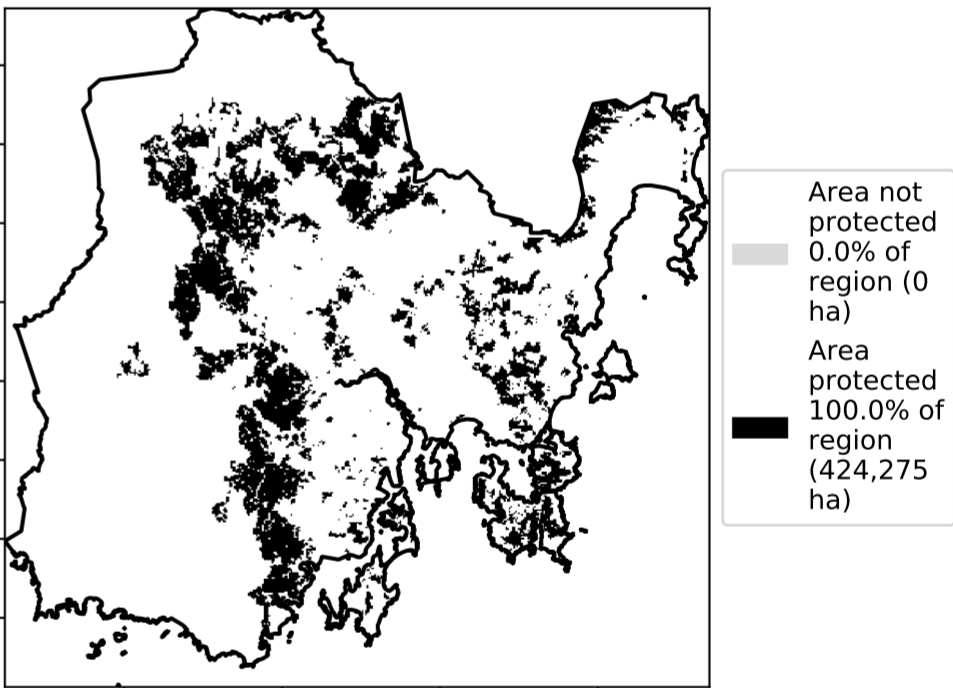 Area not
protected
0.0% of
region (0
ha)
Area
protected
100.0% of
region
(424,275
ha)